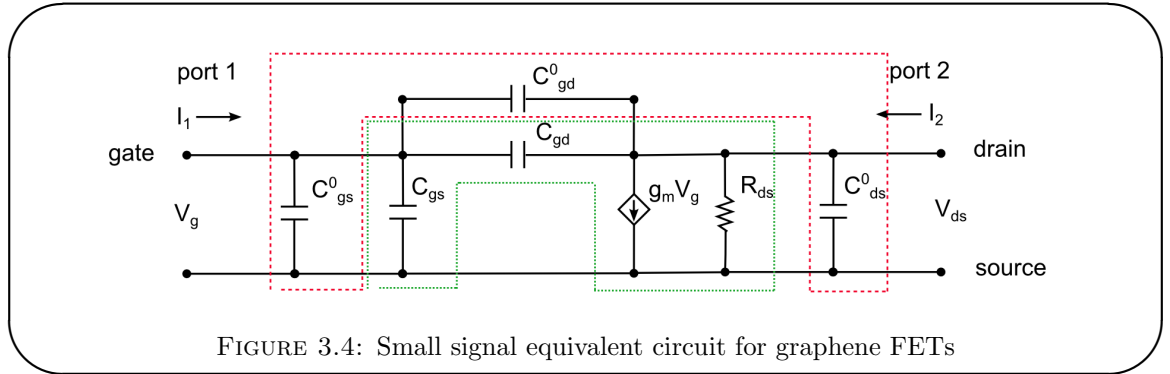 port 1
C⁰gd
port 2
I₁
I₂
Cgd
gate
drain
C⁰gs
Cgs
gmVg
Rds
C⁰ds
Vg
Vds
source
FIGURE 3.4: Small signal equivalent circuit for graphene FETs